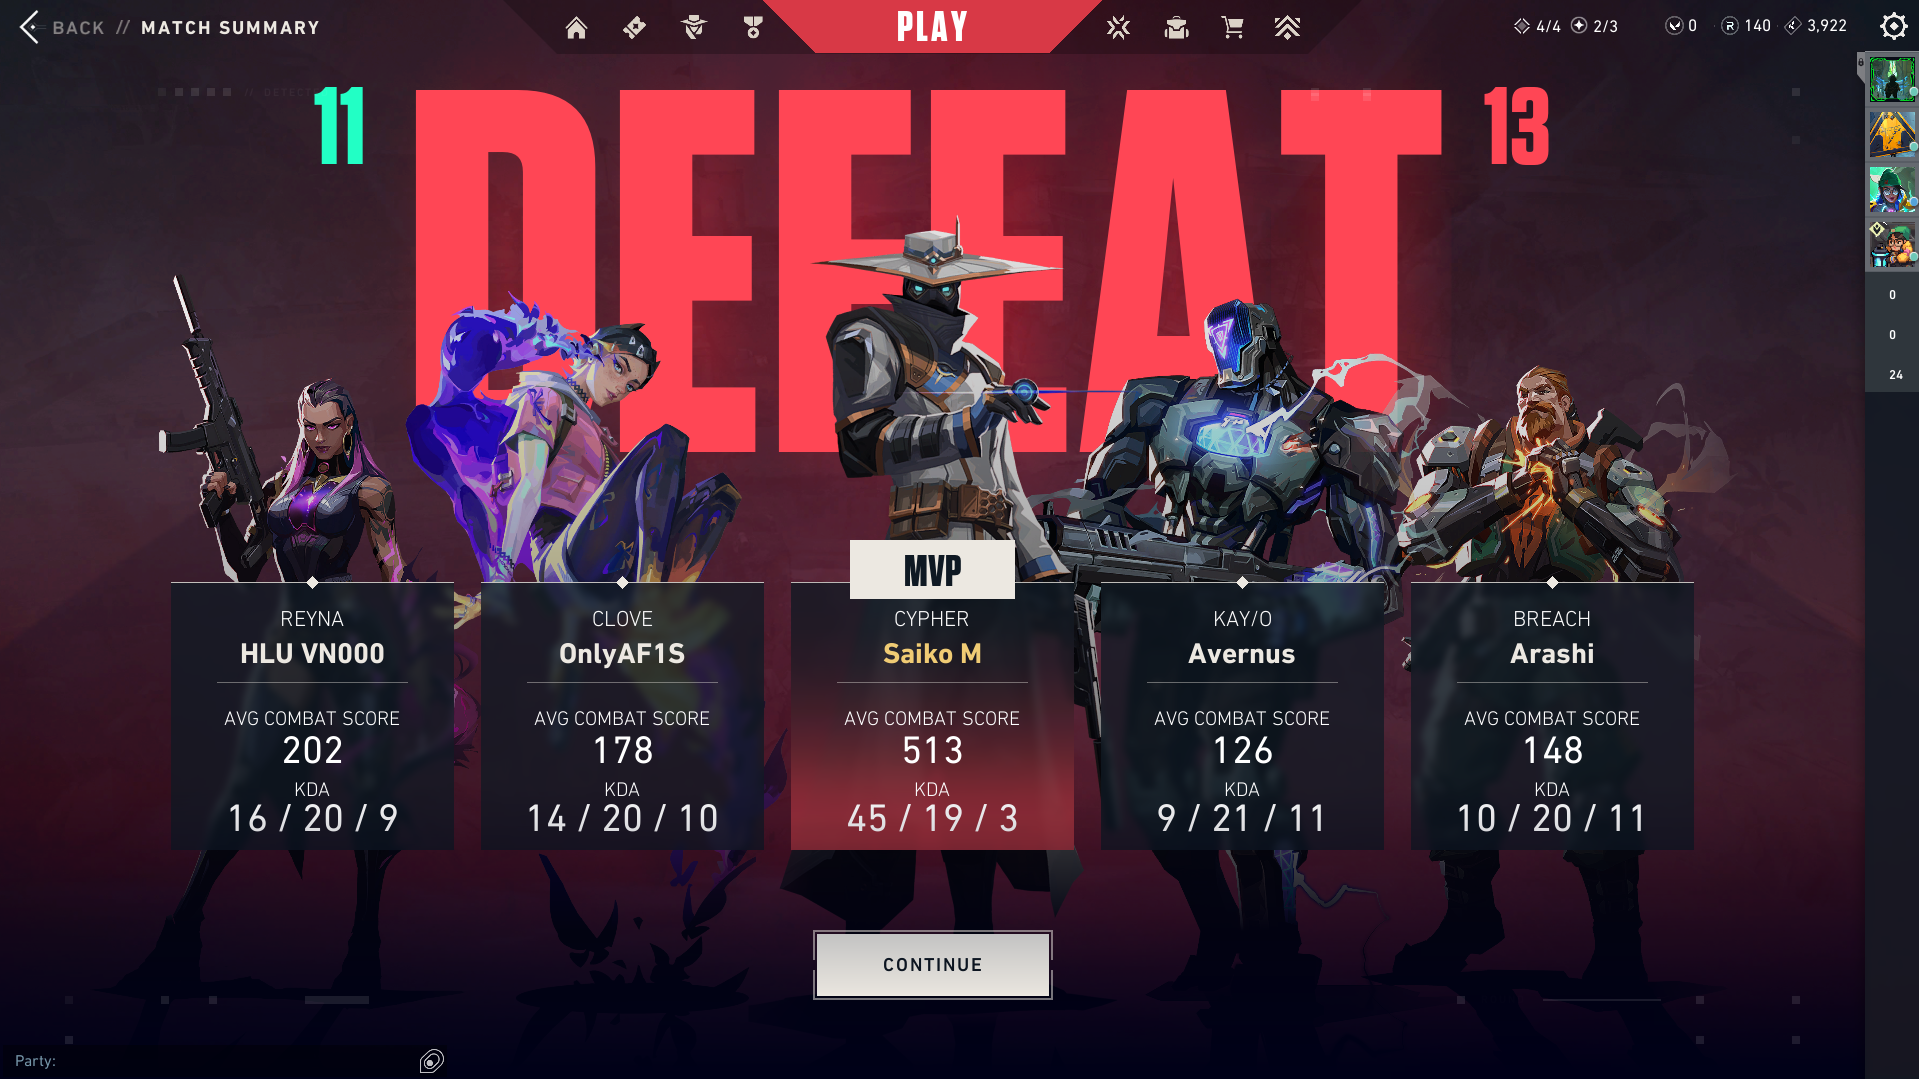 BACK // MATCH SUMMARY
PLAY
4/4 2/3 0 140 3,922
11 DEFEAT 13
MVP
REYNA
HLU VN000
AVG COMBAT SCORE
202
KDA
16 / 20 / 9
CLOVE
OnlyAF1S
AVG COMBAT SCORE
178
KDA
14 / 20 / 10
CYPHER
Saiko M
AVG COMBAT SCORE
513
KDA
45 / 19 / 3
KAY/O
Avernus
AVG COMBAT SCORE
126
KDA
9 / 21 / 11
BREACH
Arashi
AVG COMBAT SCORE
148
KDA
10 / 20 / 11
0
0
24
CONTINUE
Party: